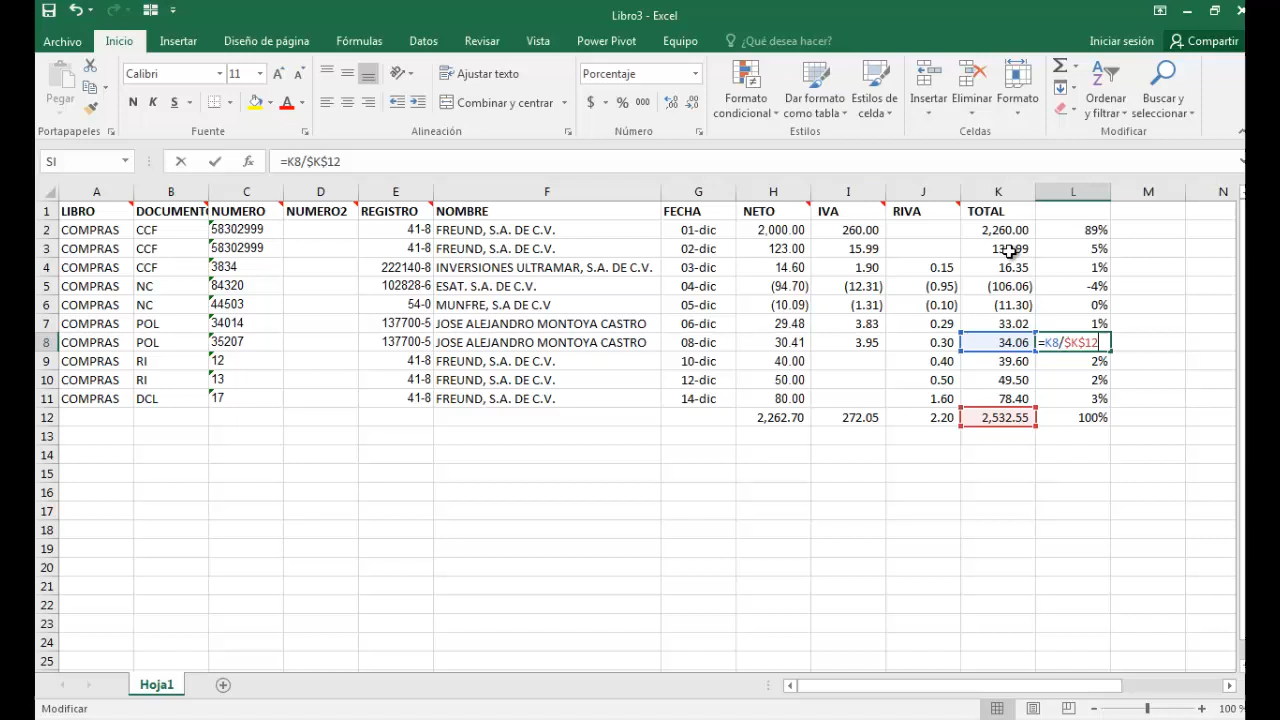 Libro3 - Excel
Archivo Inicio Insertar Diseño de página Fórmulas Datos Revisar Vista Power Pivot Equipo ¿Qué desea hacer? Iniciar sesión Compartir
Pegar Calibri 11 Ajustar texto Porcentaje Formato condicional Dar formato como tabla Estilos de celda Insertar Eliminar Formato Ordenar y filtrar Buscar y seleccionar
N K S Combinar y centrar $ % 000
Portapapeles Fuente Alineación Número Estilos Celdas Modificar
SI =K8/$K$12
A B C D E F G H I J K L M N
1 LIBRO DOCUMENTO NUMERO NUMERO2 REGISTRO NOMBRE FECHA NETO IVA RIVA TOTAL
2 COMPRAS CCF 58302999 41-8 FREUND, S.A. DE C.V. 01-dic 2,000.00 260.00 2,260.00 89%
3 COMPRAS CCF 58302999 41-8 FREUND, S.A. DE C.V. 02-dic 123.00 15.99 5%
4 COMPRAS CCF 3834 222140-8 INVERSIONES ULTRAMAR, S.A. DE C.V. 03-dic 14.60 1.90 0.15 16.35 1%
5 COMPRAS NC 84320 102828-6 ESAT. S.A. DE C.V. 04-dic (94.70) (12.31) (0.95) (106.06) -4%
6 COMPRAS NC 44503 54-0 MUNFRE, S.A DE C.V 05-dic (10.09) (1.31) (0.10) (11.30) 0%
7 COMPRAS POL 34014 137700-5 JOSE ALEJANDRO MONTOYA CASTRO 06-dic 29.48 3.83 0.29 33.02 1%
8 COMPRAS POL 35207 137700-5 JOSE ALEJANDRO MONTOYA CASTRO 08-dic 30.41 3.95 0.30 34.06 =K8/$K$12
9 COMPRAS RI 12 41-8 FREUND, S.A. DE C.V. 10-dic 40.00 0.40 39.60 2%
10 COMPRAS RI 13 41-8 FREUND, S.A. DE C.V. 12-dic 50.00 0.50 49.50 2%
11 COMPRAS DCL 17 41-8 FREUND, S.A. DE C.V. 14-dic 80.00 1.60 78.40 3%
12 2,262.70 272.05 2.20 2,532.55 100%
13
14
15
16
17
18
19
20
21
22
23
24
25
Hoja1
Modificar 100 %